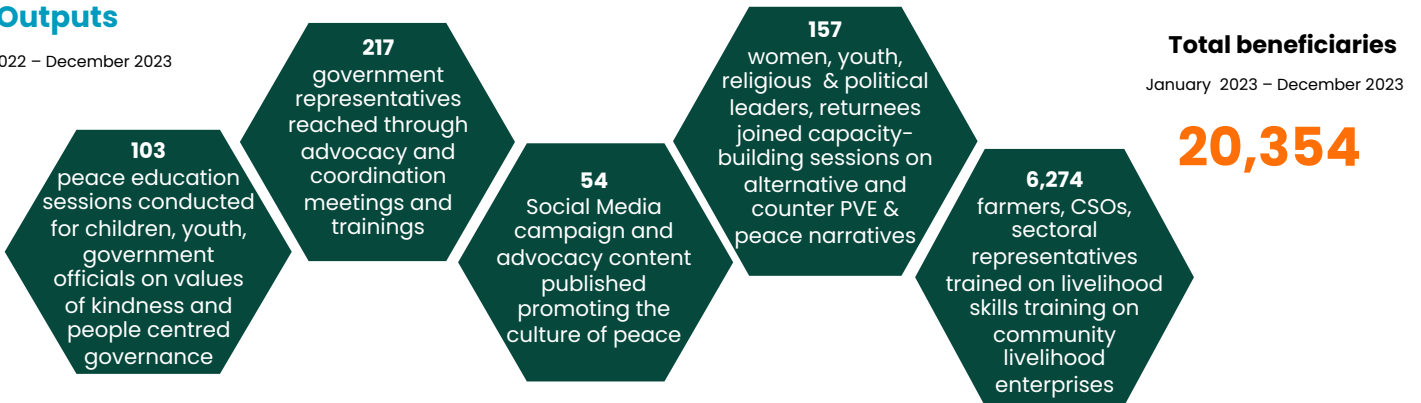 Outputs
022 – December 2023
103
peace education
sessions conducted
for children, youth,
government
officials on values
of kindness and
people centred
governance
217
government
representatives
reached through
advocacy and
coordination
meetings and
trainings
54
Social Media
campaign and
advocacy content
published
promoting the
culture of peace
157
women, youth,
religious & political
leaders, returnees
joined capacity-
building sessions on
alternative and
counter PVE &
peace narratives
6,274
farmers, CSOs,
sectoral
representatives
trained on livelihood
skills training on
community
livelihood
enterprises
Total beneficiaries
January 2023 – December 2023
20,354